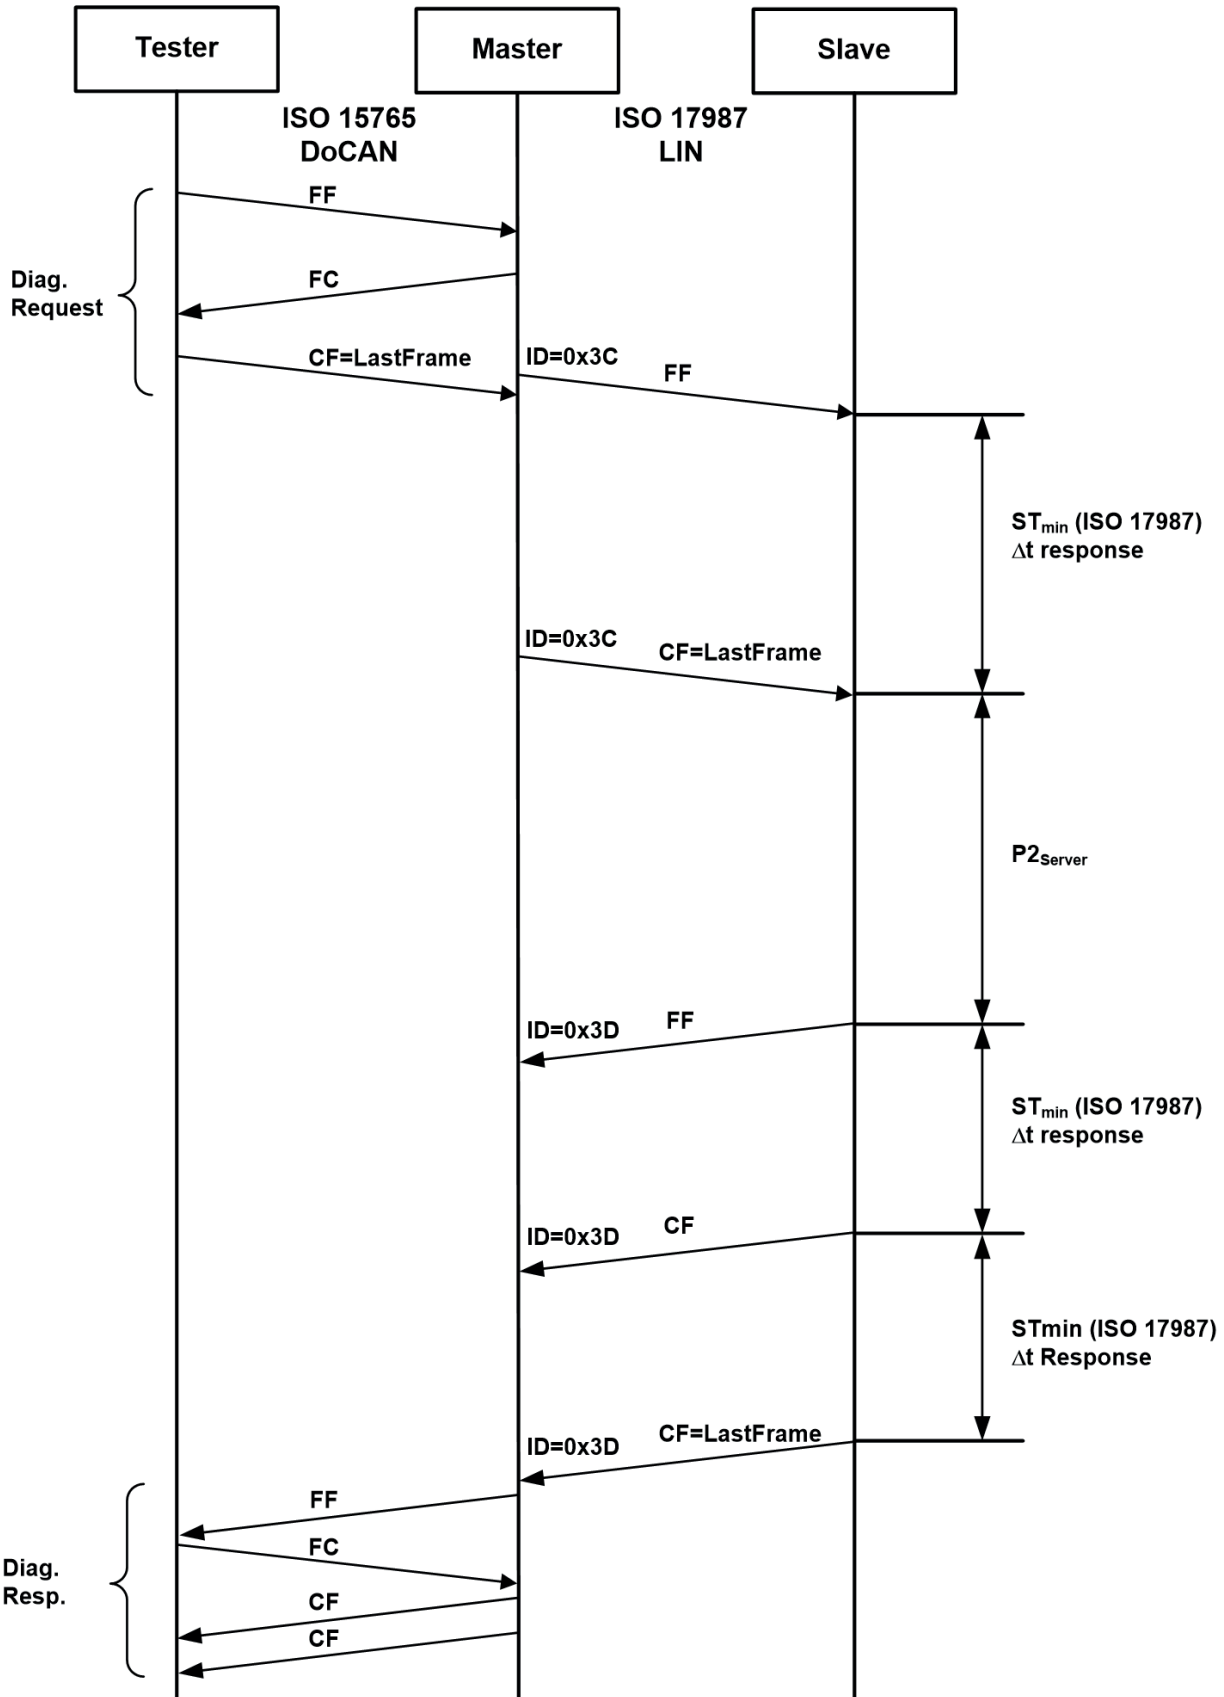 Tester
Master
Slave
ISO 15765
DoCAN
ISO 17987
LIN
FF
FC
Diag.
Request
CF=LastFrame
ID=0x3C
FF
STmin (ISO 17987)
Δt response
ID=0x3C
CF=LastFrame
P2Server
FF
ID=0x3D
STmin (ISO 17987)
Δt response
CF
ID=0x3D
STmin (ISO 17987)
Δt Response
CF=LastFrame
ID=0x3D
FF
FC
Diag.
Resp.
CF
CF